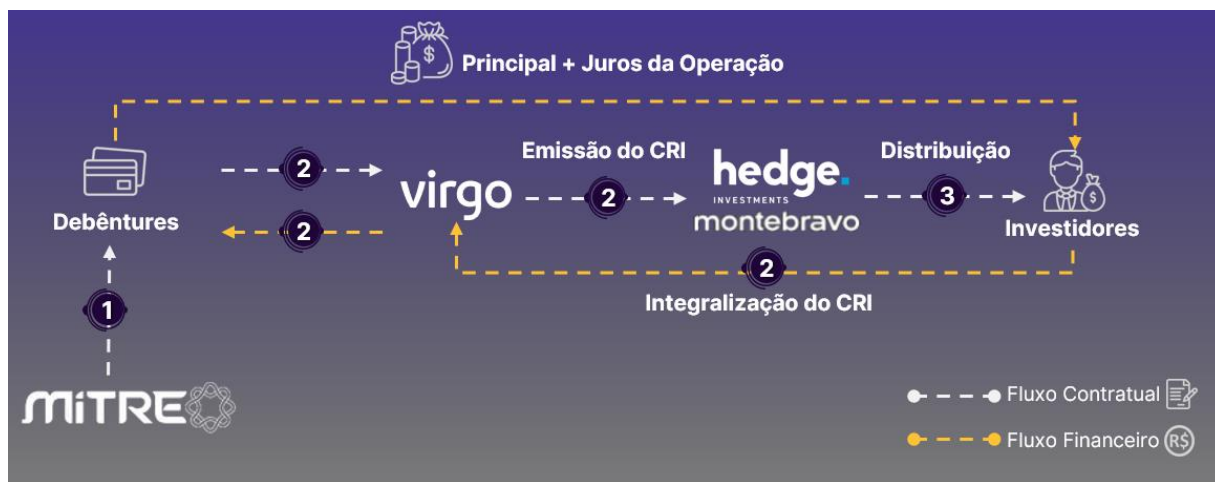 Principal + Juros da Operação
2
Emissão do CRI
Distribuição
Debêntures
virgo
2
hedge.
INVESTMENTS
montebravo
3
Investidores
2
2
Integralização do CRI
1
MiTRE
Fluxo Contratual
Fluxo Financeiro R$